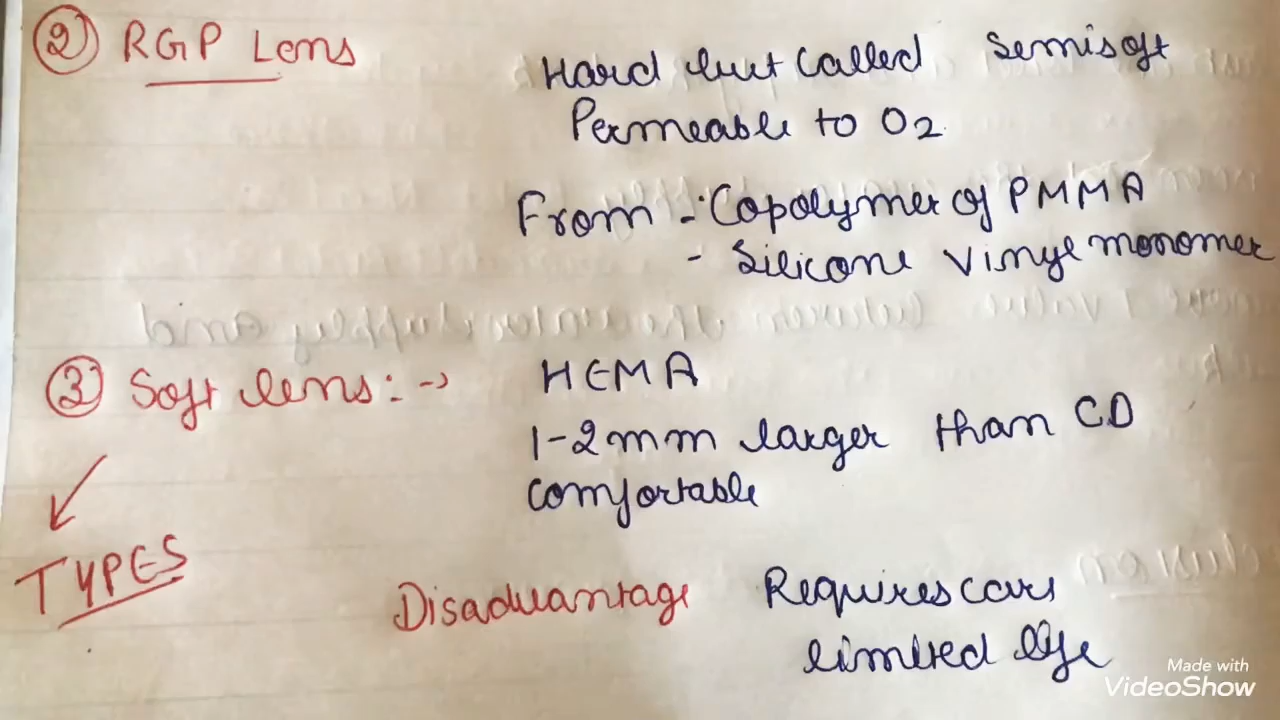 ② RGP Lens
Hard but called Semisoft
Permeable to O2
From - Copolymer of PMMA
- Silicone Vinyl monomer
③ Soft lens:->
HEMA
1-2mm larger than CD
comfortable
TYPES
Disadvantage Requires care
limited life
Made with
VideoShow